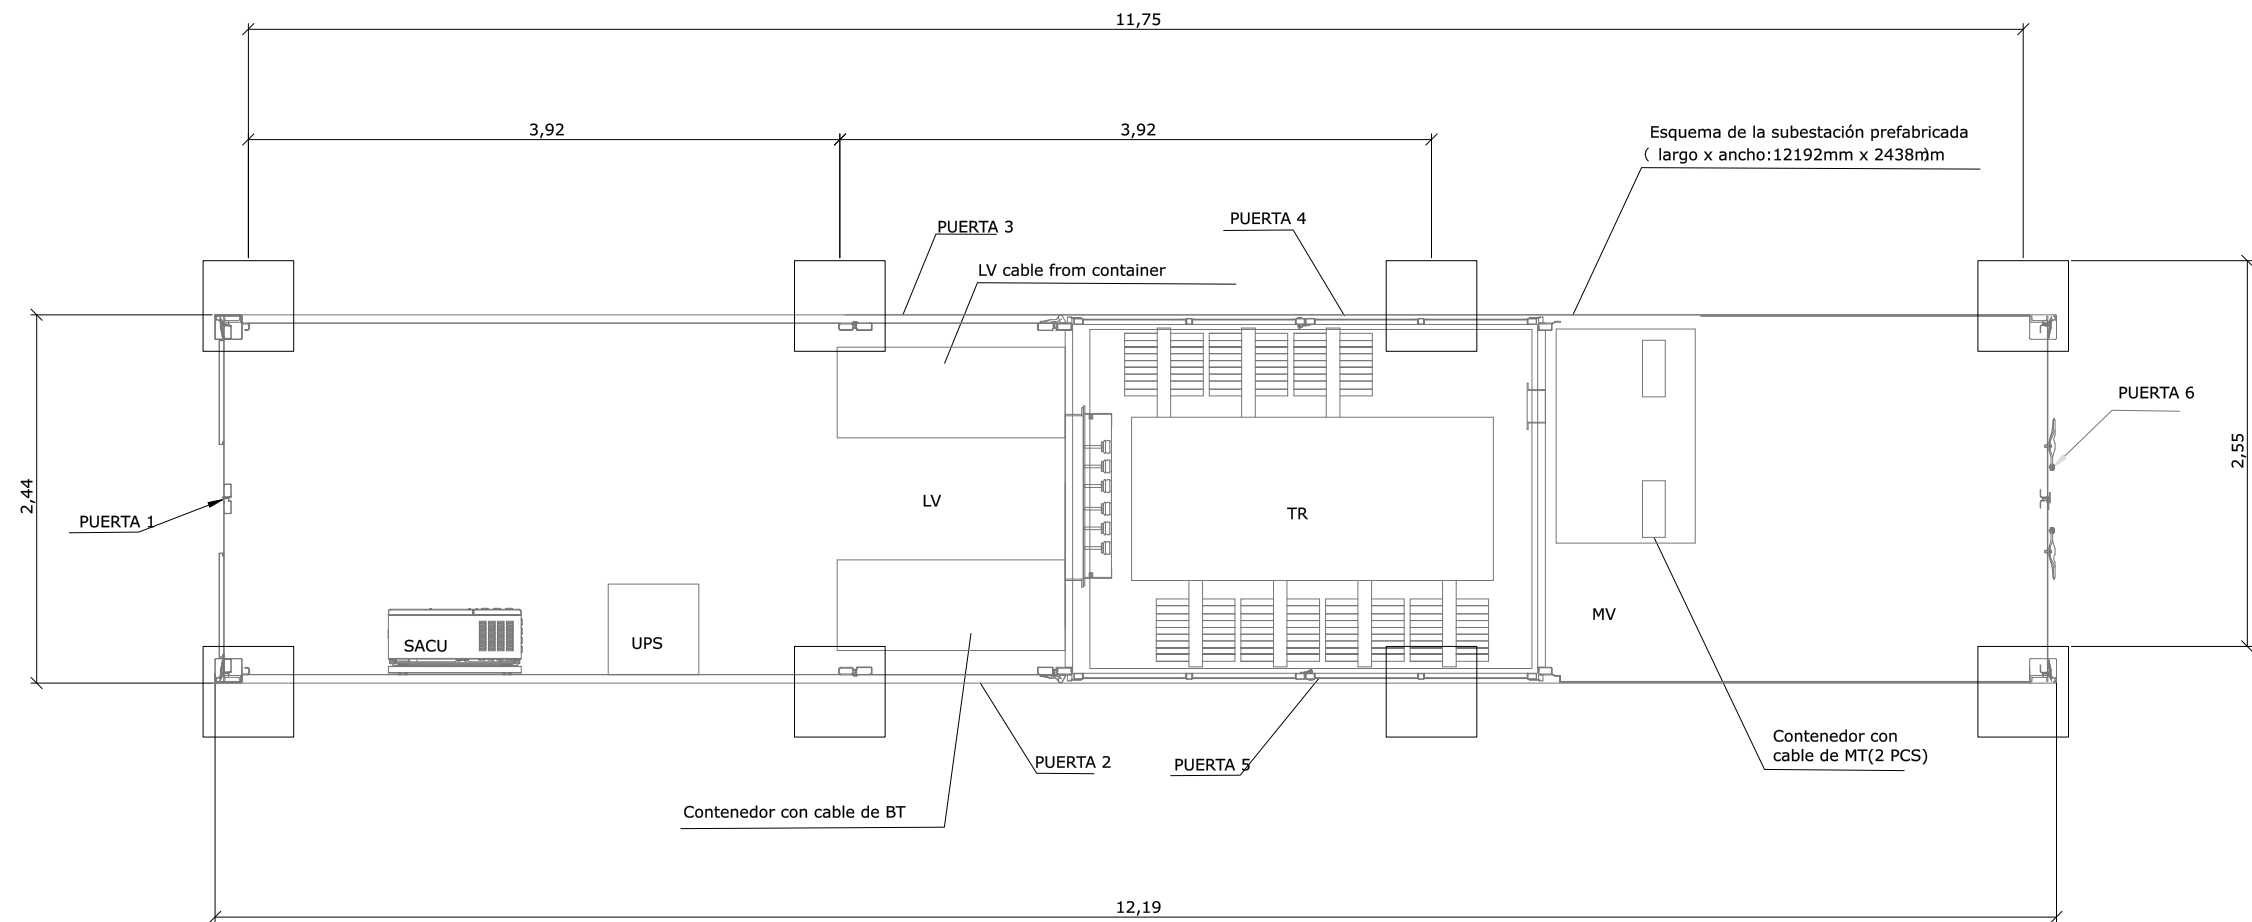 11,75
3,92
3,92
Esquema de la subestación prefabricada
( largo x ancho:12192mm x 2438mm)
PUERTA 3
PUERTA 4
LV cable from container
PUERTA 6
2,44
2,55
PUERTA 1
LV
TR
MV
SACU
UPS
PUERTA 2
PUERTA 5
Contenedor con
cable de MT(2 PCS)
Contenedor con cable de BT
12,19